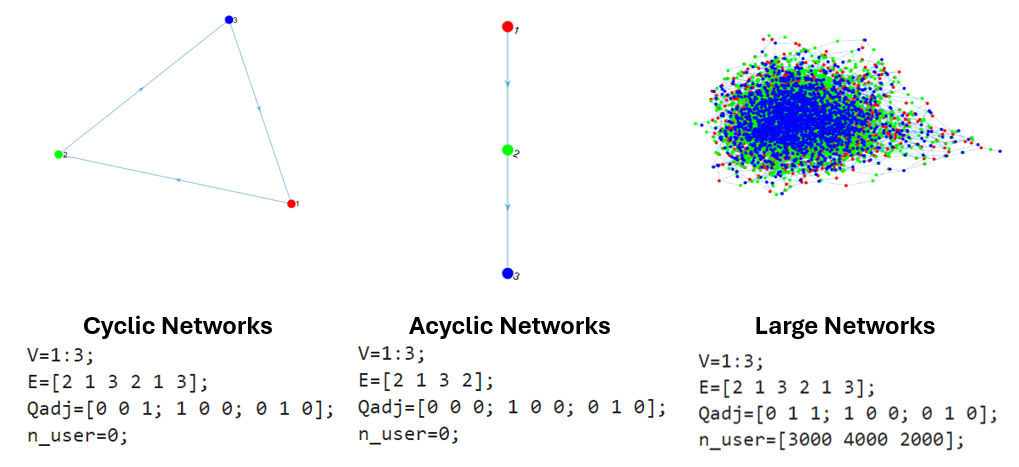 3
2
1
1
2
3
Cyclic Networks
V=1:3;
E=[2 1 3 2 1 3];
Qadj=[0 0 1; 1 0 0; 0 1 0];
n_user=0;
Acyclic Networks
V=1:3;
E=[2 1 3 2];
Qadj=[0 0 0; 1 0 0; 0 1 0];
n_user=0;
Large Networks
V=1:3;
E=[2 1 3 2 1 3];
Qadj=[0 1 1; 1 0 0; 0 1 0];
n_user=[3000 4000 2000];